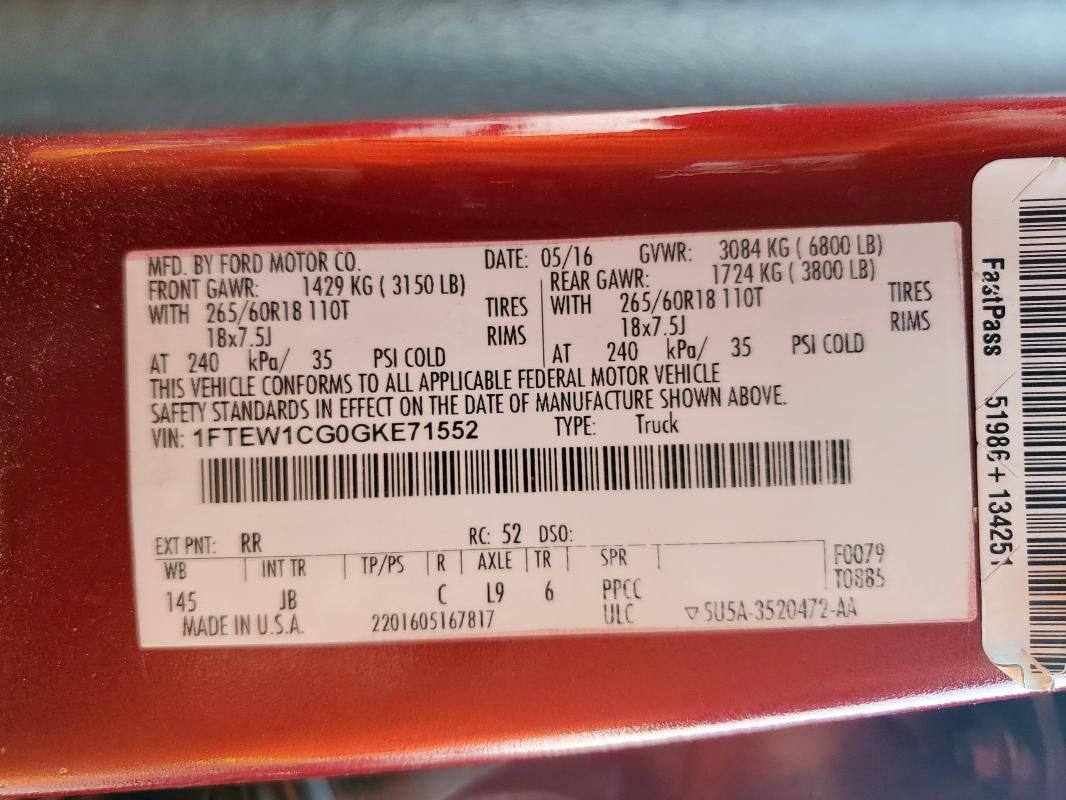 MFD. BY FORD MOTOR CO. DATE: 05/16 GVWR: 3084 KG ( 6800 LB)
FRONT GAWR: 1429 KG ( 3150 LB) REAR GAWR: 1724 KG ( 3800 LB)
WITH 265/60R18 110T TIRES WITH 265/60R18 110T TIRES
18x7.5J RIMS 18x7.5J RIMS
AT 240 kPa/ 35 PSI COLD AT 240 kPa/ 35 PSI COLD
THIS VEHICLE CONFORMS TO ALL APPLICABLE FEDERAL MOTOR VEHICLE
SAFETY STANDARDS IN EFFECT ON THE DATE OF MANUFACTURE SHOWN ABOVE.
VIN: 1FTEW1CG0GKE71552 TYPE: Truck
EXT PNT: RR RC: 52 DSO:
WB INT TR TP/PS R AXLE TR SPR F0079
145 JB C L9 6 PPCC T0885
MADE IN U.S.A. 2201605167817 ULC ▽5U5A-3520472-AA
FastPass 51986+134251